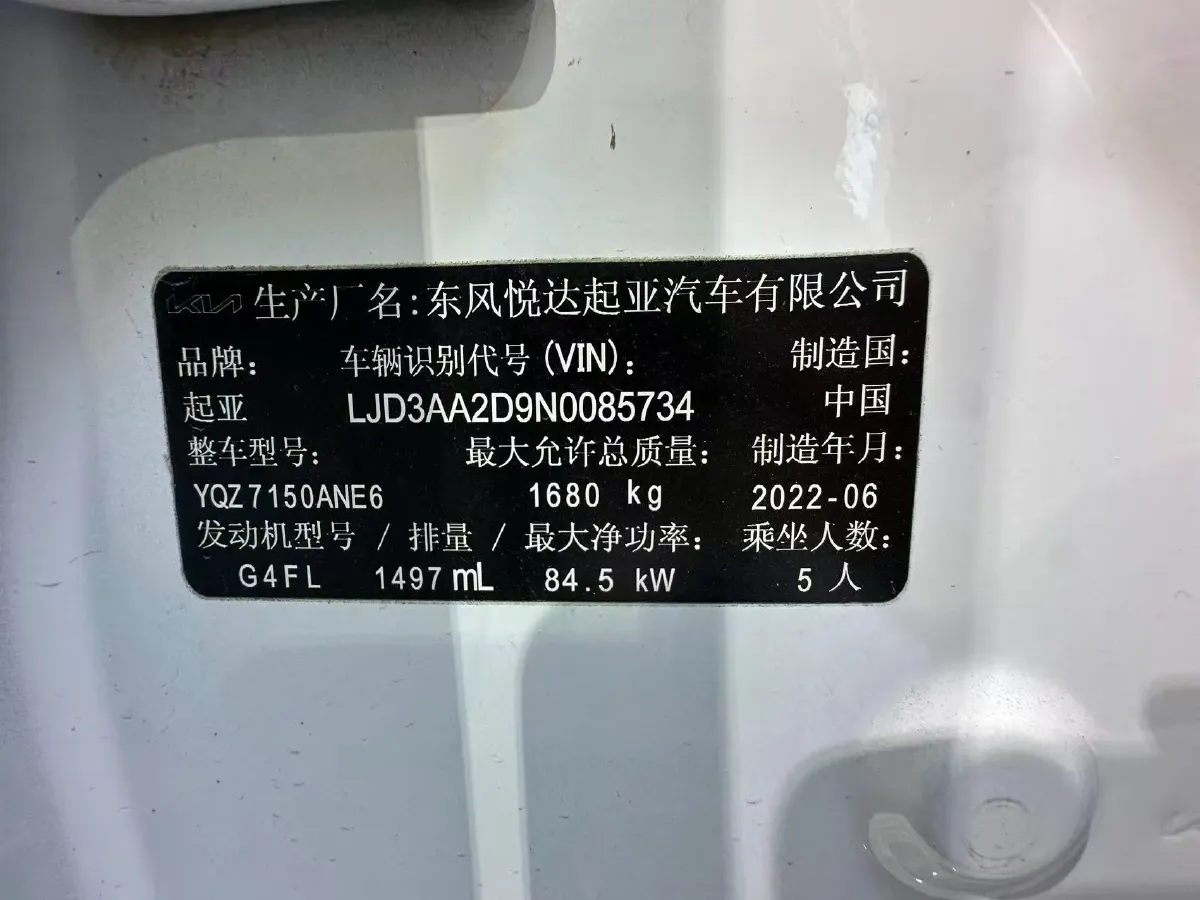 KIA 生产厂名:东风悦达起亚汽车有限公司
品牌: 车辆识别代号(VIN): 制造国:
起亚 LJD3AA2D9N0085734 中国
整车型号: 最大允许总质量: 制造年月:
YQZ7150ANE6 1680 kg 2022-06
发动机型号 / 排量 / 最大净功率: 乘坐人数:
G4FL 1497 mL 84.5 kW 5 人